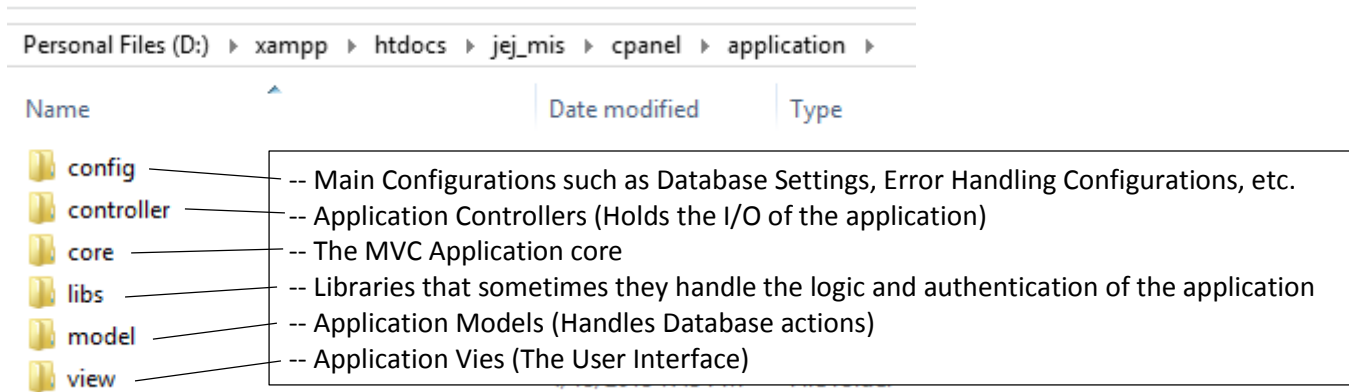 Personal Files (D:) ▸ xampp ▸ htdocs ▸ jej_mis ▸ cpanel ▸ application ▸
Name Date modified Type
config -- Main Configurations such as Database Settings, Error Handling Configurations, etc.
controller -- Application Controllers (Holds the I/O of the application)
core -- The MVC Application core
libs -- Libraries that sometimes they handle the logic and authentication of the application
model -- Application Models (Handles Database actions)
view -- Application Vies (The User Interface)